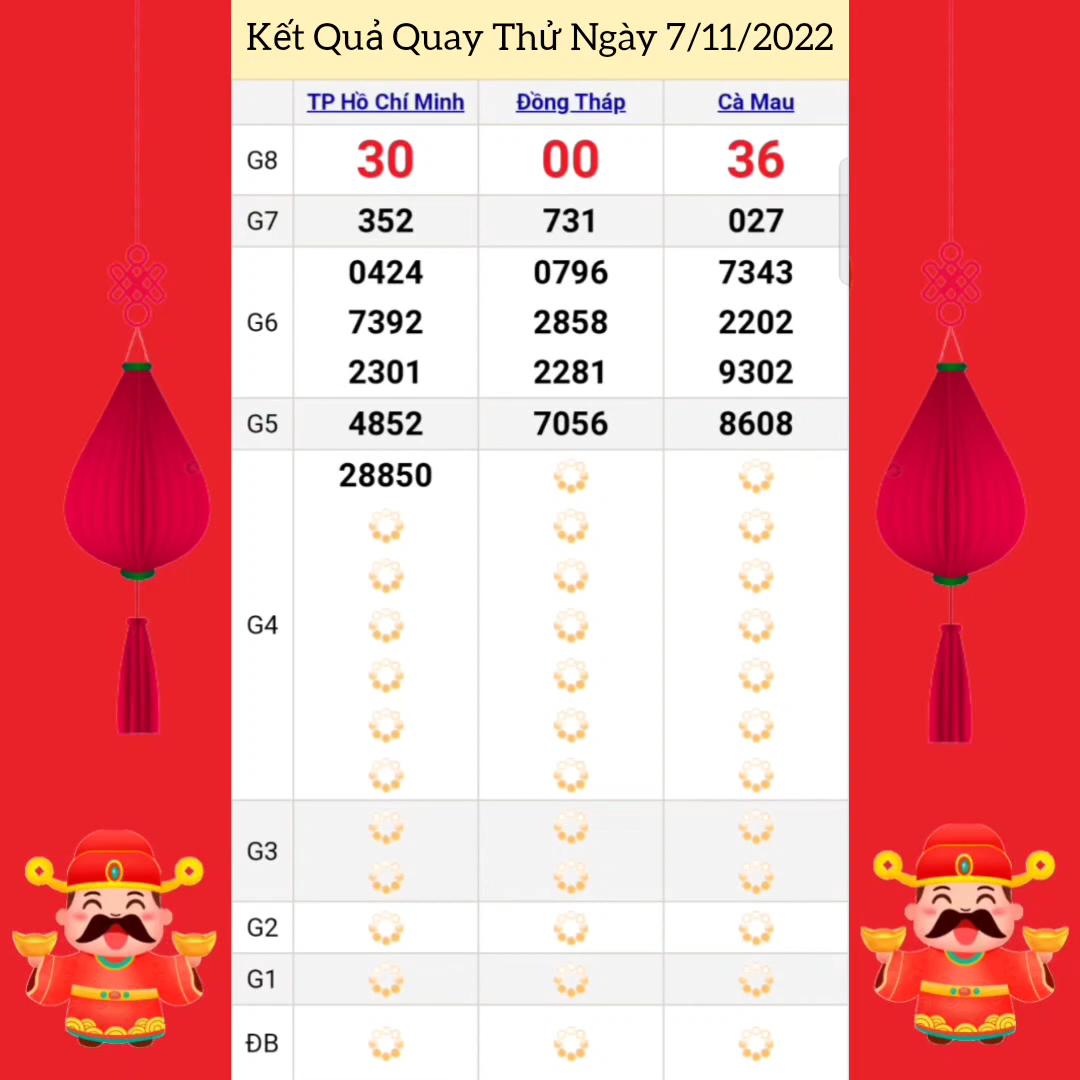 Kết Quả Quay Thử Ngày 7/11/2022
TP Hồ Chí Minh Đồng Tháp Cà Mau
G8 30 00 36
G7 352 731 027
0424 0796 7343
G6 7392 2858 2202
2301 2281 9302
G5 4852 7056 8608
28850
G4
G3
G2
G1
ĐB